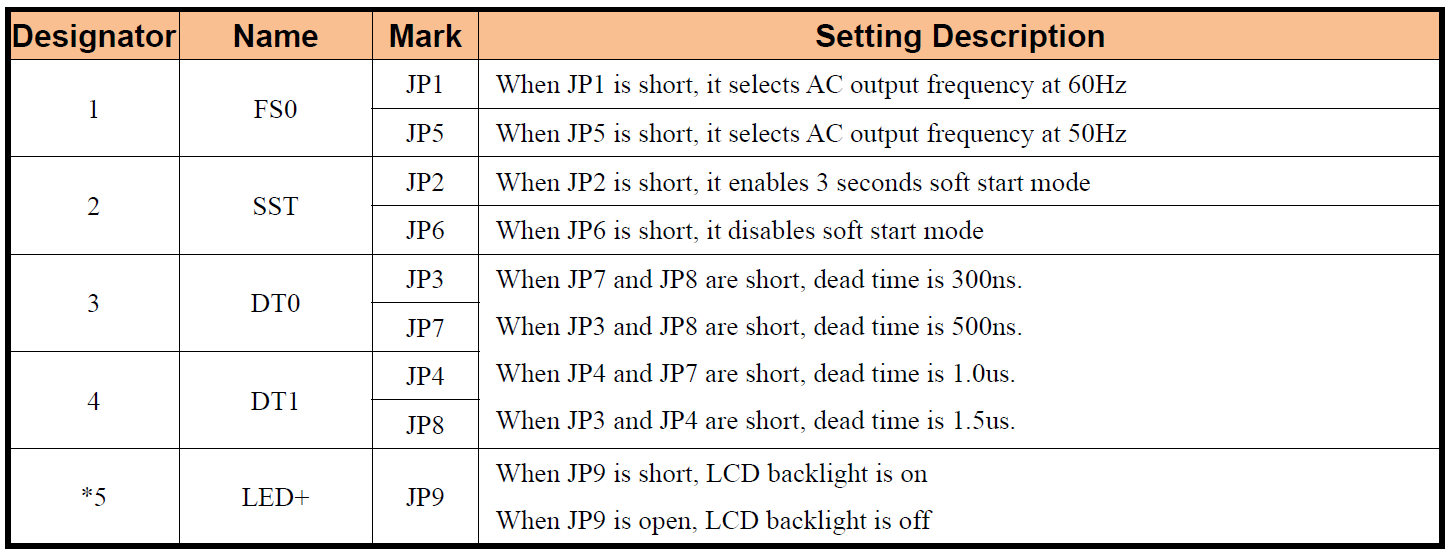 Designator Name Mark Setting Description
1 FS0 JP1 When JP1 is short, it selects AC output frequency at 60Hz
JP5 When JP5 is short, it selects AC output frequency at 50Hz
2 SST JP2 When JP2 is short, it enables 3 seconds soft start mode
JP6 When JP6 is short, it disables soft start mode
3 DT0 JP3 When JP7 and JP8 are short, dead time is 300ns.
JP7 When JP3 and JP8 are short, dead time is 500ns.
4 DT1 JP4 When JP4 and JP7 are short, dead time is 1.0us.
JP8 When JP3 and JP4 are short, dead time is 1.5us.
*5 LED+ JP9 When JP9 is short, LCD backlight is on
When JP9 is open, LCD backlight is off